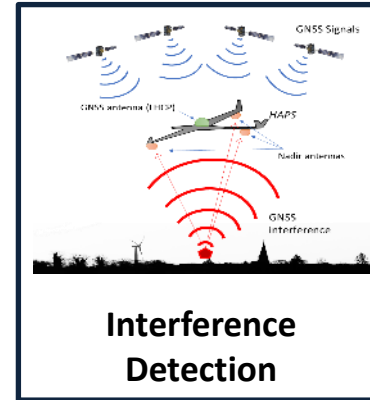 GNSS Signals
GNSS antenna (LHCP)
HAPS
Nadir antennas
GNSS
Interference
Interference
Detection